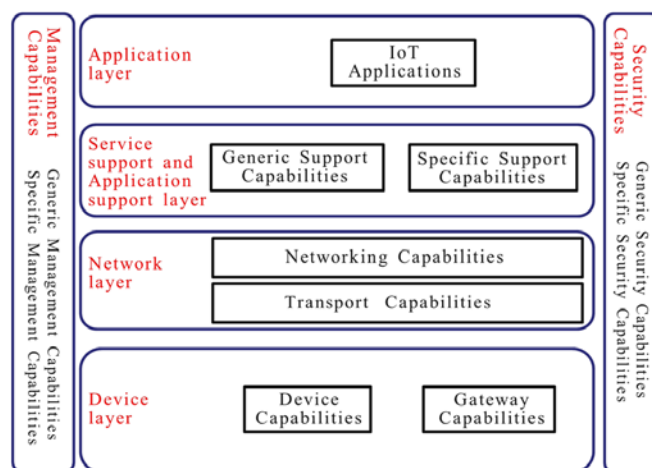 Management
Capabilities
Generic Management Capabilities
Specific Management Capabilities
Application
layer
IoT
Applications
Service
support and
Application
support layer
Generic Support
Capabilities
Specific Support
Capabilities
Network
layer
Networking Capabilities
Transport Capabilities
Device
layer
Device
Capabilities
Gateway
Capabilities
Security
Capabilities
Generic Security Capabilities
Specific Security Capabilities